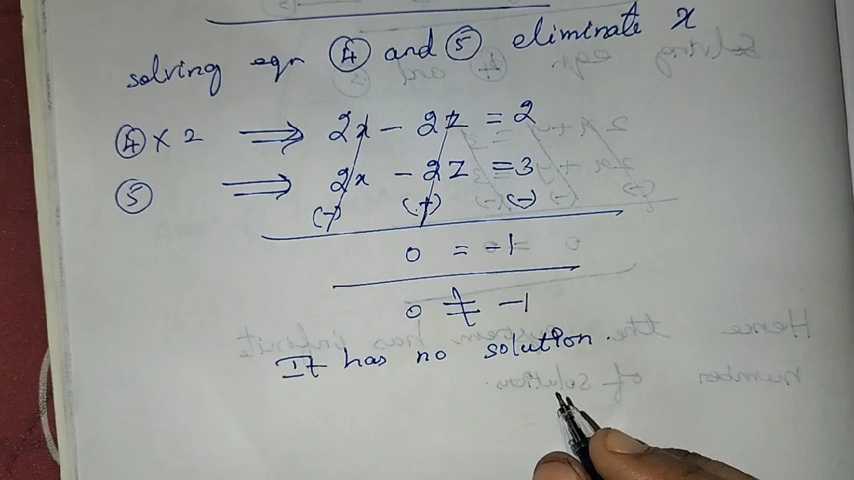 solving eqn ④ and ⑤ eliminate x
④ × 2 ⟹ 2x - 2z = 2
⑤ ⟹ 2x - 2z = 3
(-) (+) (-)
0 = -1
0 ≠ -1
It has no solution.